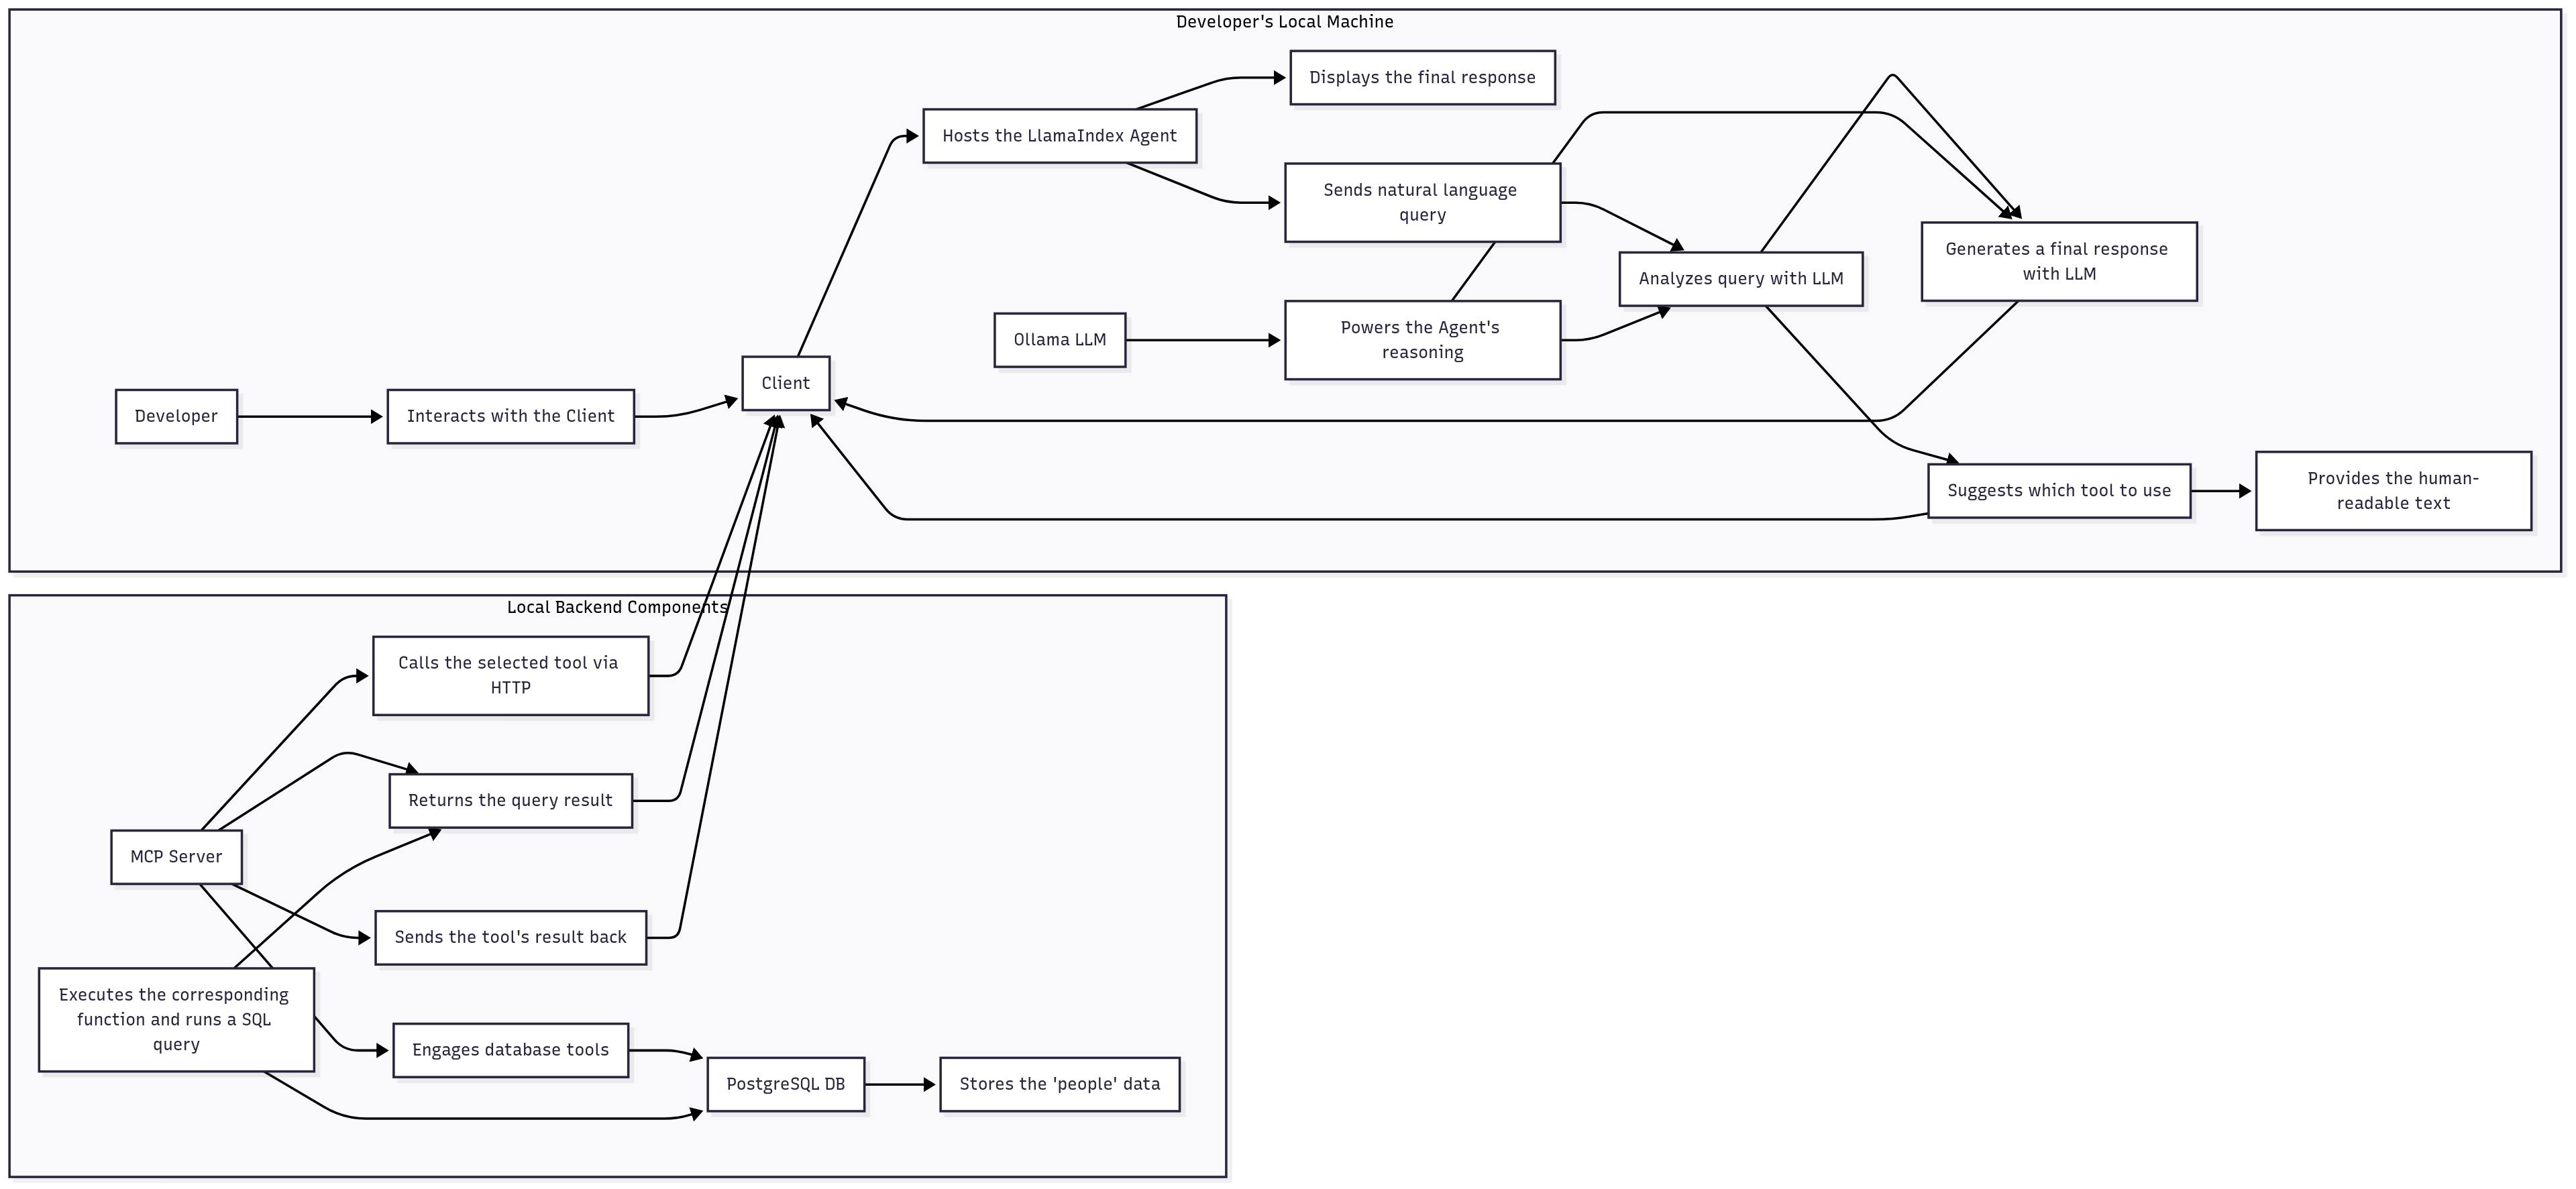 Developer's Local Machine
Displays the final response
Hosts the LlamaIndex Agent
Sends natural language
query
Analyzes query with LLM
Generates a final response
with LLM
Ollama LLM
Powers the Agent's
reasoning
Client
Developer
Interacts with the Client
Suggests which tool to use
Provides the human-
readable text
Local Backend Components
Calls the selected tool via
HTTP
Returns the query result
MCP Server
Sends the tool's result back
Executes the corresponding
function and runs a SQL
query
Engages database tools
PostgreSQL DB
Stores the 'people' data